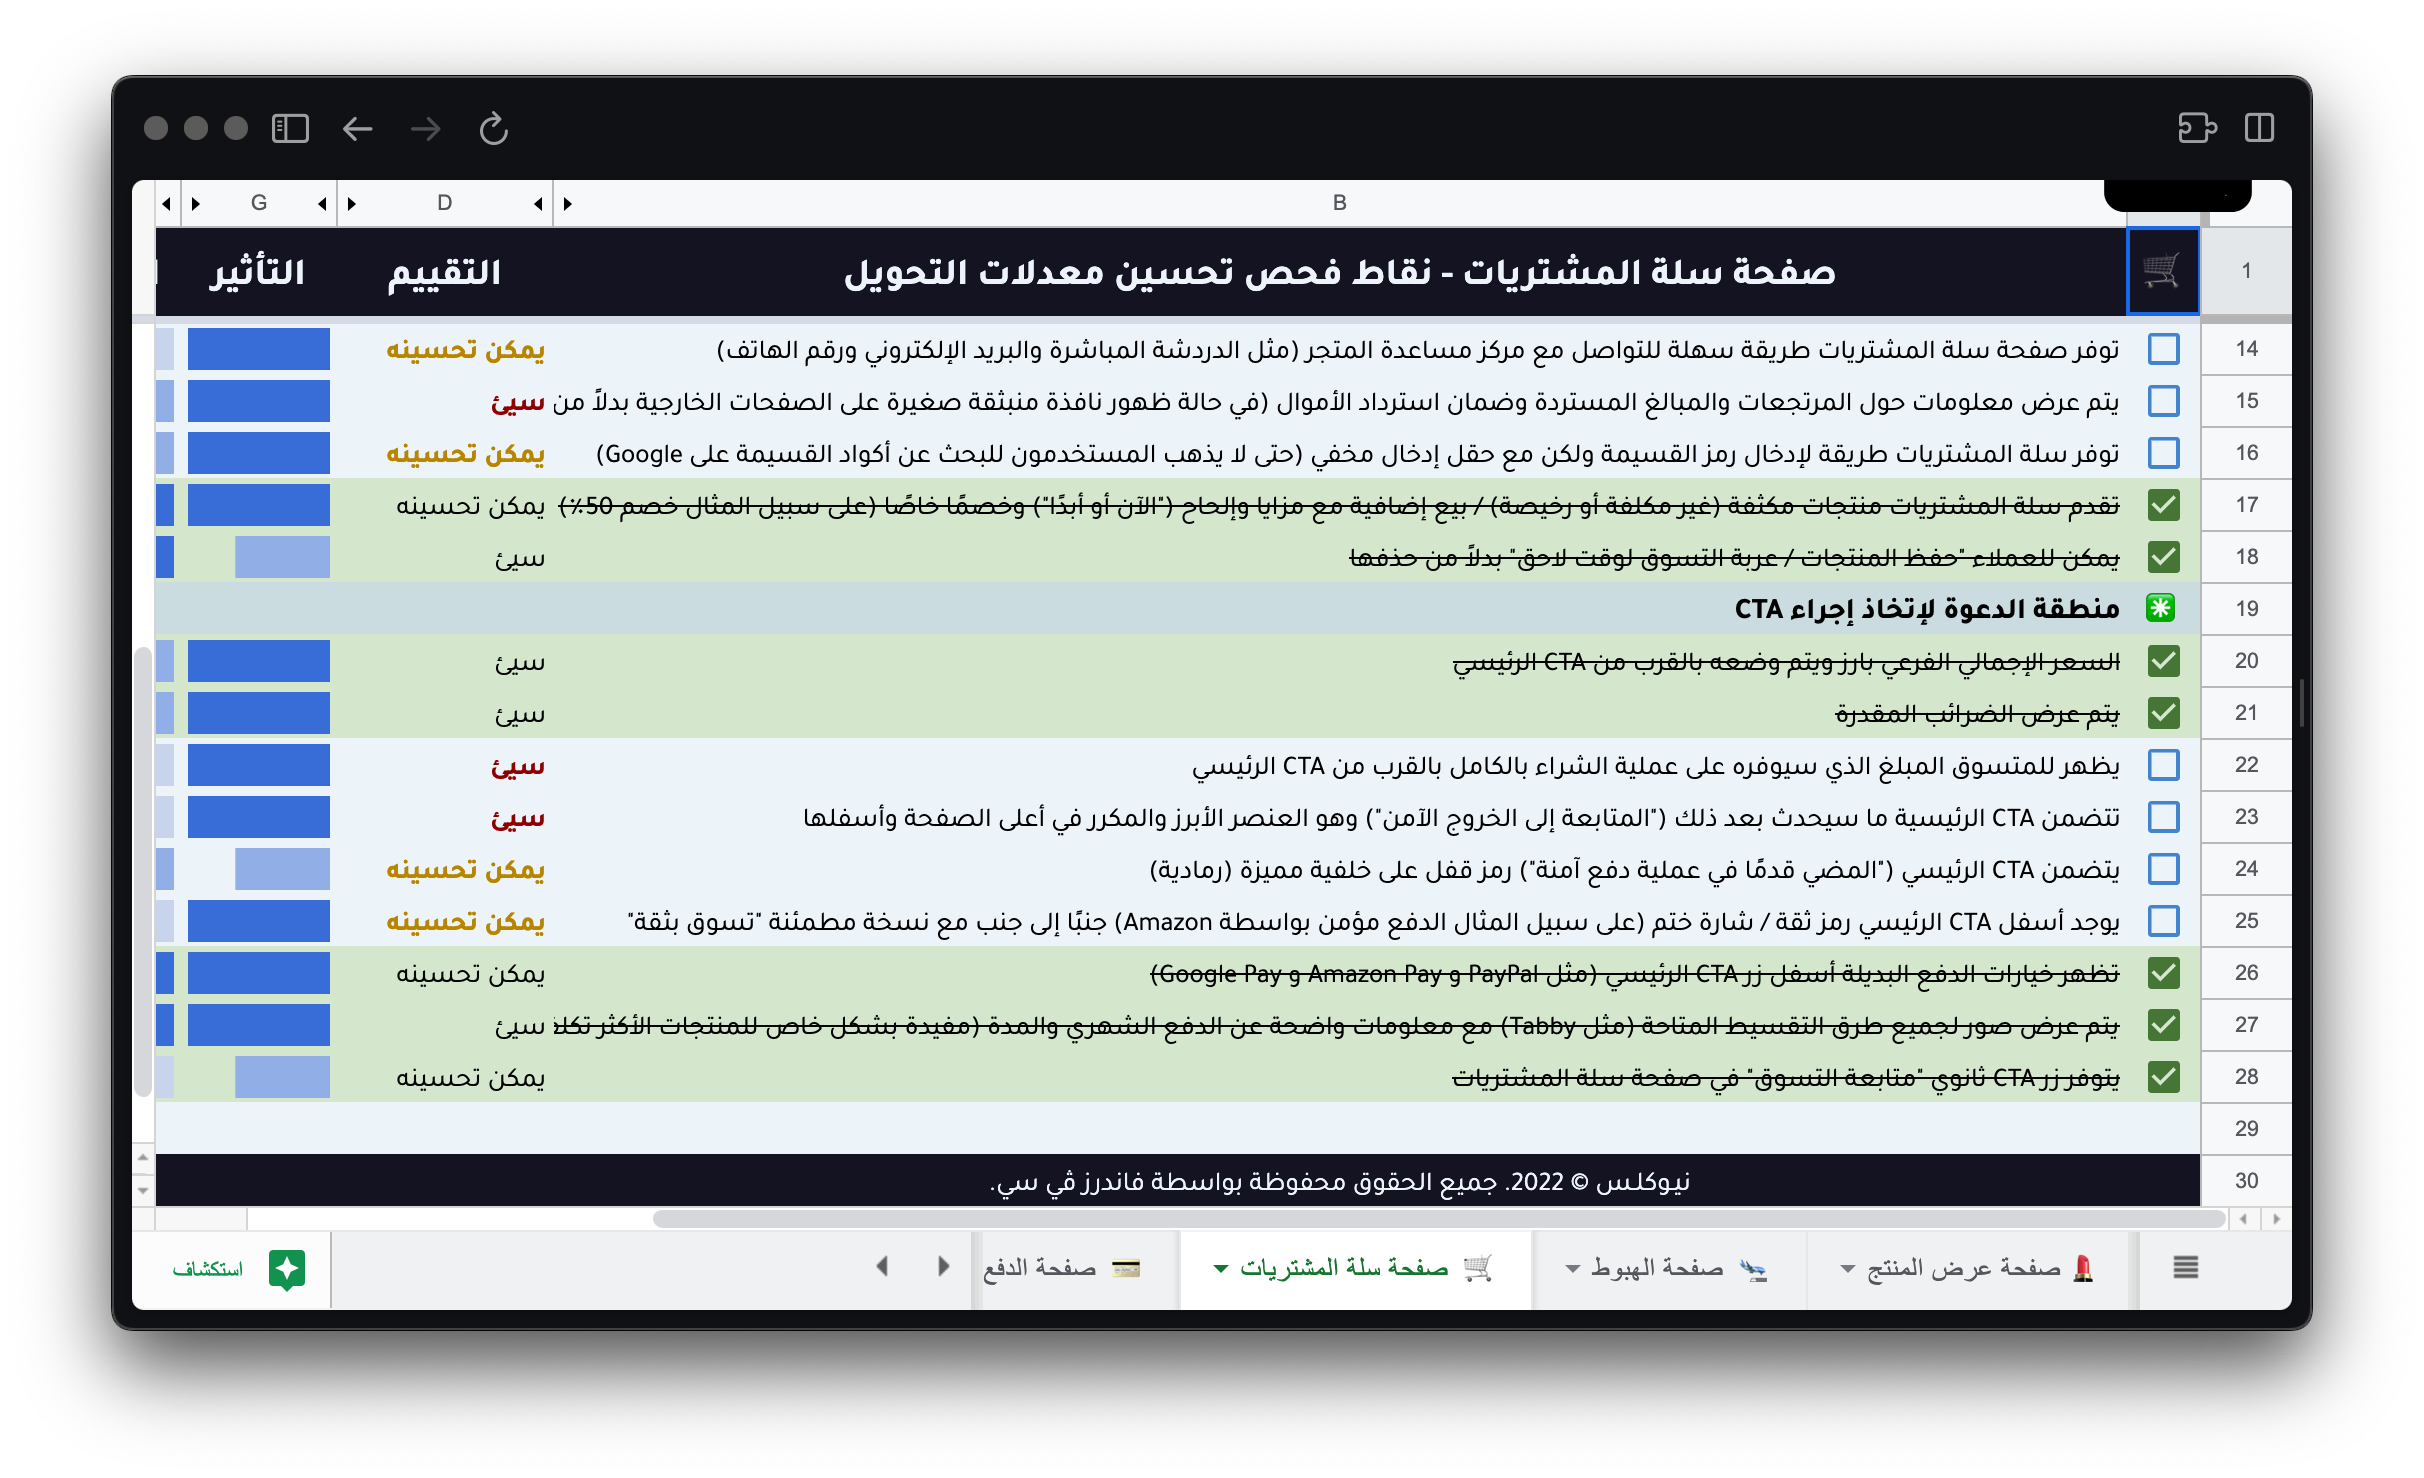 B D G
1 صفحة سلة المشتريات - نقاط فحص تحسين معدلات التحويل التقييم التأثير
14 توفر صفحة سلة المشتريات طريقة سهلة للتواصل مع مركز مساعدة المتجر (مثل الدردشة المباشرة والبريد الإلكتروني ورقم الهاتف) يمكن تحسينه
15 يتم عرض معلومات حول المرتجعات والمبالغ المستردة وضمان استرداد الأموال (في حالة ظهور نافذة منبثقة صغيرة على الصفحات الخارجية بدلاً من سيئ
16 توفر سلة المشتريات طريقة لإدخال رمز القسيمة ولكن مع حقل إدخال مخفي (حتى لا يذهب المستخدمون للبحث عن أكواد القسيمة على Google) يمكن تحسينه
17 تقدم سلة المشتريات منتجات مكثفة (غير مكلفة أو رخيصة) / بيع إضافية مع مزايا وإلحاح ("الآن أو أبدًا") وخصمًا خاصًا (على سبيل المثال خصم 50٪) يمكن تحسينه
18 يمكن للعملاء "حفظ المنتجات / عربة التسوق لوقت لاحق" بدلاً من حذفها سيئ
19 منطقة الدعوة لإتخاذ إجراء CTA
20 السعر الإجمالي الفرعي بارز ويتم وضعه بالقرب من CTA الرئيسي سيئ
21 يتم عرض الضرائب المقدرة سيئ
22 يظهر للمتسوق المبلغ الذي سيوفره على عملية الشراء بالكامل بالقرب من CTA الرئيسي سيئ
23 تتضمن CTA الرئيسية ما سيحدث بعد ذلك ("المتابعة إلى الخروج الآمن") وهو العنصر الأبرز والمكرر في أعلى الصفحة وأسفلها سيئ
24 يتضمن CTA الرئيسي ("المضي قدمًا في عملية دفع آمنة") رمز قفل على خلفية مميزة (رمادية) يمكن تحسينه
25 يوجد أسفل CTA الرئيسي رمز ثقة / شارة ختم (على سبيل المثال الدفع مؤمن بواسطة Amazon) جنبًا إلى جنب مع نسخة مطمئنة "تسوق بثقة" يمكن تحسينه
26 تظهر خيارات الدفع البديلة أسفل زر CTA الرئيسي (مثل PayPal و Amazon Pay و Google Pay) يمكن تحسينه
27 يتم عرض صور لجميع طرق التقسيط المتاحة (مثل Tabby) مع معلومات واضحة عن الدفع الشهري والمدة (مفيدة بشكل خاص للمنتجات الأكثر سيئ
28 يتوفر زر CTA ثانوي "متابعة التسوق" في صفحة سلة المشتريات يمكن تحسينه
29
30 نيوكلس © 2022. جميع الحقوق محفوظة بواسطة فاندرز ڤي سي.
صفحة عرض المنتج صفحة الهبوط صفحة سلة المشتريات صفحة الدفع استكشاف